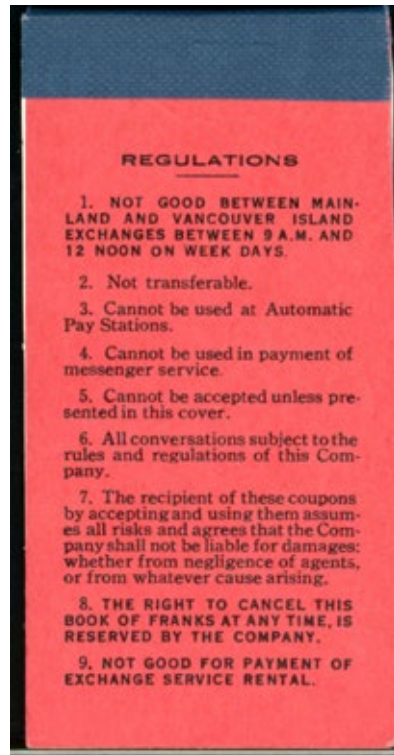 REGULATIONS
1. NOT GOOD BETWEEN MAIN-
LAND AND VANCOUVER ISLAND
EXCHANGES BETWEEN 9 A.M. AND
12 NOON ON WEEK DAYS.
2. Not transferable.
3. Cannot be used at Automatic
Pay Stations.
4. Cannot be used in payment of
messenger service.
5. Cannot be accepted unless pre-
sented in this cover.
6. All conversations subject to the
rules and regulations of this Com-
pany.
7. The recipient of these coupons
by accepting and using them assum-
es all risks and agrees that the Com-
pany shall not be liable for damages:
whether from negligence of agents,
or from whatever cause arising.
8. THE RIGHT TO CANCEL THIS
BOOK OF FRANKS AT ANY TIME, IS
RESERVED BY THE COMPANY.
9. NOT GOOD FOR PAYMENT OF
EXCHANGE SERVICE RENTAL.